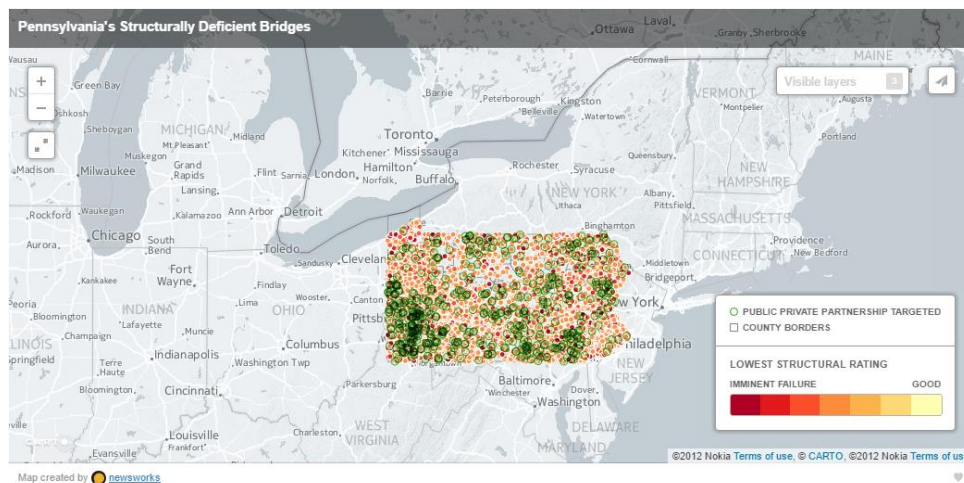 Pennsylvania's Structurally Deficient Bridges
Ottawa
Laval
Granby
Sherbrooke
Cornwall
MAINE
Wausau
Green Bay
Oshkosh
Sheboygan
MICHIGAN
Midland
Mt Pleasant
Muskegon
Madison
Milwaukee
Grand Rapids
Lansing
Flint
Sarnia
London
Barrie
Peterborough
Kingston
Belleville
Watertown
Toronto
Kitchener
Mississauga
Hamilton
Norfolk
Buffalo
Rochester
Syracuse
Queensbury
VERMONT
Montpelier
Augusta
Portland
NEW HAMPSHIRE
NEW YORK
Ithaca
Albany
Pittsfield
Binghamton
MASSACHUSETTS
Providence
CONNECTICUT
New Bedford
Middletown
Bridgeport
Rockford
Waukegan
Kalamazoo
Ann Arbor
Detroit
Aurora
Chicago
South Bend
Toledo
Sandusky
Clevelan
Kankakee
Fort Wayne
Findlay
Lima
Wooster
Canton
Peoria
Bloomington
INDIANA
Lafayette
OHIO
Muncie
Pittsb
w York
hiladelphia
Champaign
ILLINOIS
Springfield
Indianapolis
Columbus
Terre Haute
Washington Twp
Bloomington
Cincinnati
Parkersburg
Morgantown
Baltimore
Winchester
Dover
Washington
NEW JERSEY
DELAWARE
MARYLAND
Louisville
Frankfort
Charleston
WEST VIRGINIA
Evansville
+
−
Visible layers 3
PUBLIC PRIVATE PARTNERSHIP TARGETED
COUNTY BORDERS
LOWEST STRUCTURAL RATING
IMMINENT FAILURE GOOD
©2012 Nokia Terms of use, © CARTO, ©2012 Nokia Terms of us
Map created by newsworks